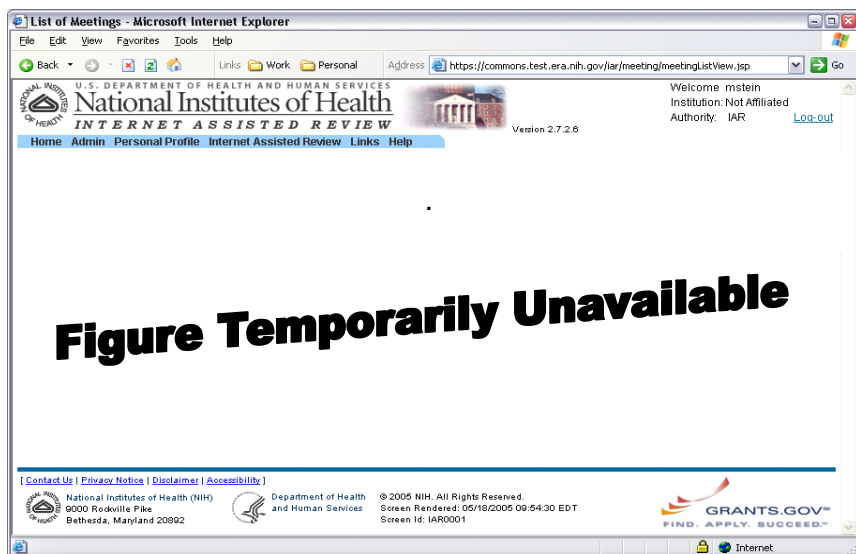 List of Meetings - Microsoft Internet Explorer
File Edit View Favorites Tools Help
Back Links Work Personal Address https://commons.test.era.nih.gov/iar/meeting/meetingListView.jsp Go
U.S. DEPARTMENT OF HEALTH AND HUMAN SERVICES
National Institutes of Health
INTERNET ASSISTED REVIEW
Version 2.7.2.6
Welcome mstein
Institution: Not Affiliated
Authority: IAR Log-out
Home Admin Personal Profile Internet Assisted Review Links Help
.
Figure Temporarily Unavailable
[ Contact Us | Privacy Notice | Disclaimer | Accessibility ]
National Institutes of Health (NIH)
9000 Rockville Pike
Bethesda, Maryland 20892
Department of Health
and Human Services
© 2005 NIH. All Rights Reserved.
Screen Rendered: 05/18/2005 09:54:30 EDT
Screen Id: IAR0001
GRANTS.GOV℠
FIND. APPLY. SUCCEED.℠
Internet